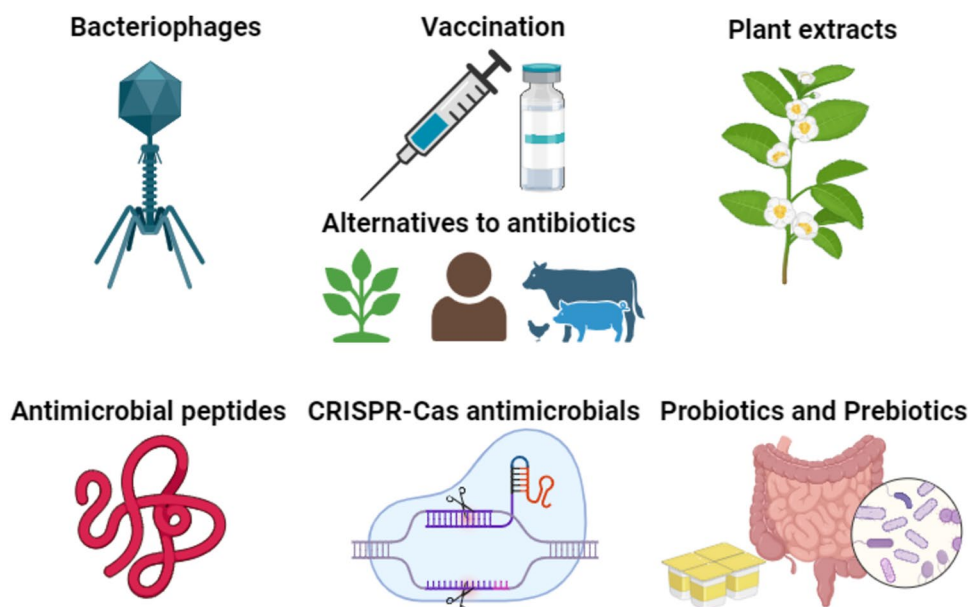 Bacteriophages
Vaccination
Plant extracts
Alternatives to antibiotics
Antimicrobial peptides
CRISPR-Cas antimicrobials
Probiotics and Prebiotics